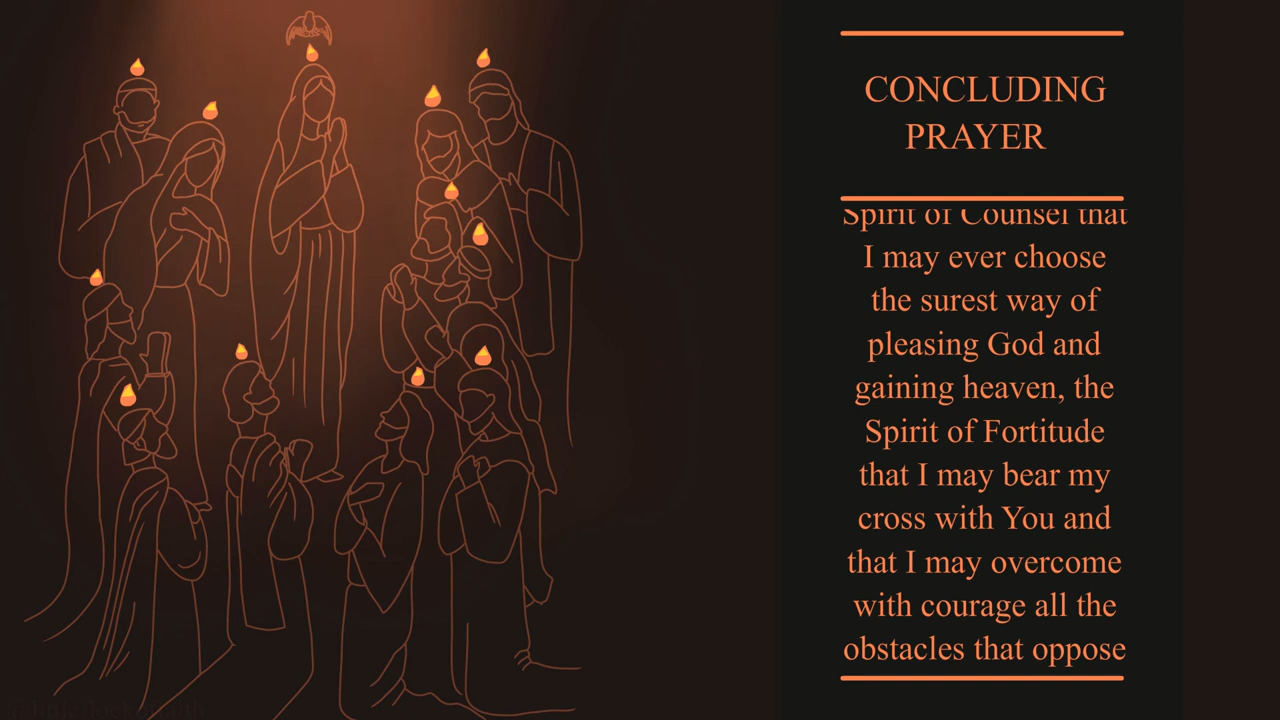 CONCLUDING
PRAYER
Spirit of Counsel that
I may ever choose
the surest way of
pleasing God and
gaining heaven, the
Spirit of Fortitude
that I may bear my
cross with You and
that I may overcome
with courage all the
obstacles that oppose